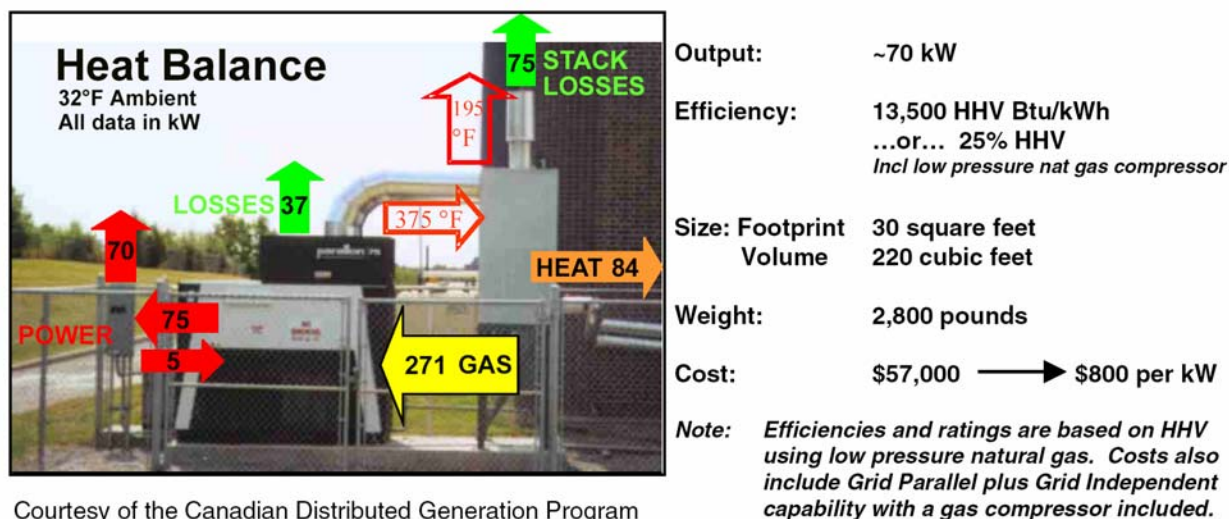 Heat Balance
32°F Ambient
All data in kW
75 STACK
LOSSES
195
°F
LOSSES 37
375 °F
70
HEAT 84
POWER
75
5
271 GAS
parallon 75
Courtesy of the Canadian Distributed Generation Program
Output: ~70 kW
Efficiency: 13,500 HHV Btu/kWh
...or... 25% HHV
Incl low pressure nat gas compressor
Size: Footprint 30 square feet
Volume 220 cubic feet
Weight: 2,800 pounds
Cost: $57,000 $800 per kW
Note: Efficiencies and ratings are based on HHV
using low pressure natural gas. Costs also
include Grid Parallel plus Grid Independent
capability with a gas compressor included.